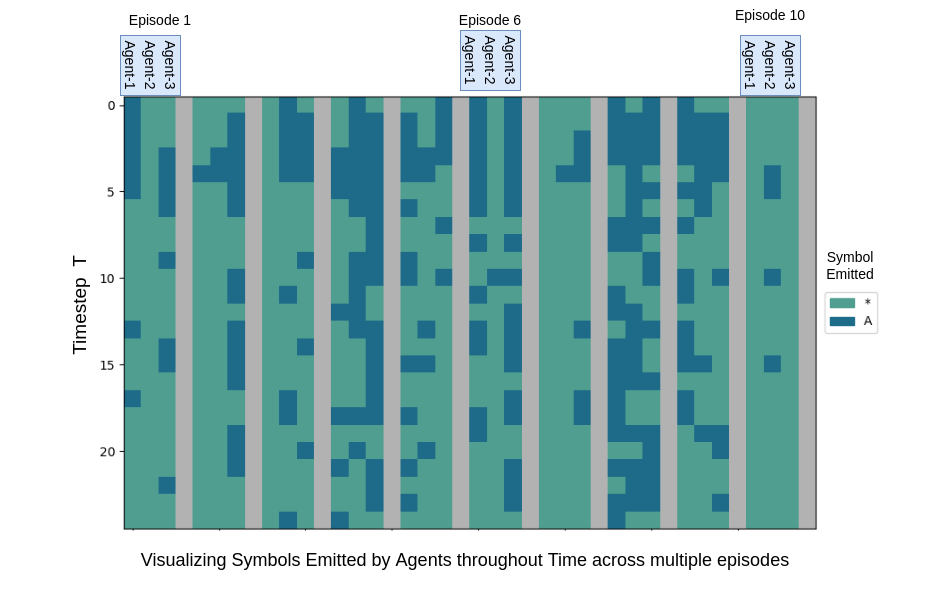 Episode 1
Episode 6
Episode 10
Agent-1
Agent-2
Agent-3
Agent-1
Agent-2
Agent-3
Agent-1
Agent-2
Agent-3
0
5
10
15
20
Timestep T
Symbol
Emitted
*
A
Visualizing Symbols Emitted by Agents throughout Time across multiple episodes